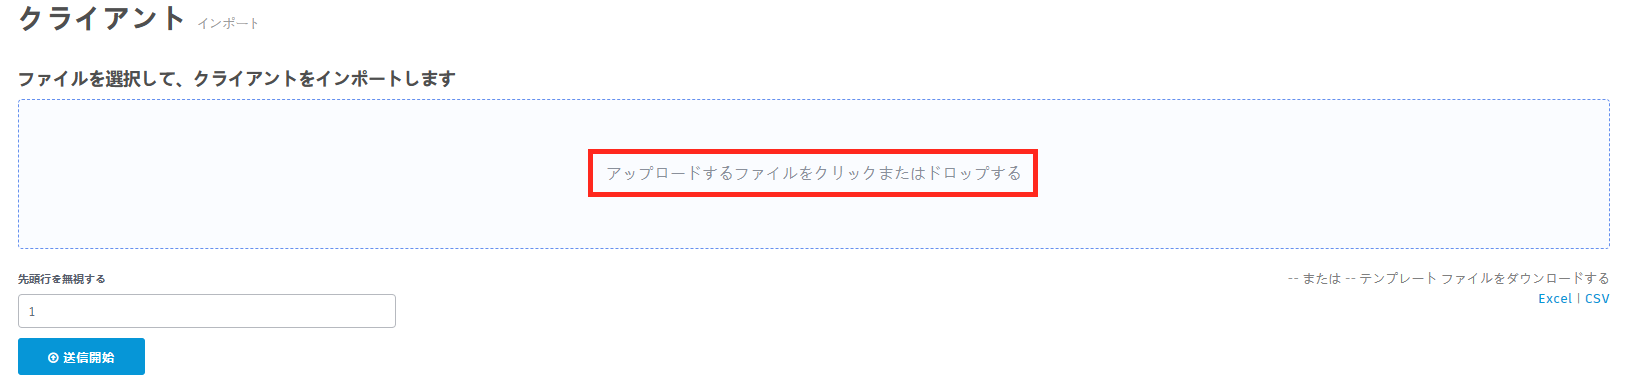 クライアント インポート
ファイルを選択して、クライアントをインポートします
アップロードするファイルをクリックまたはドロップする
先頭行を無視する
-- または -- テンプレート ファイルをダウンロードする
Excel | CSV
1
送信開始